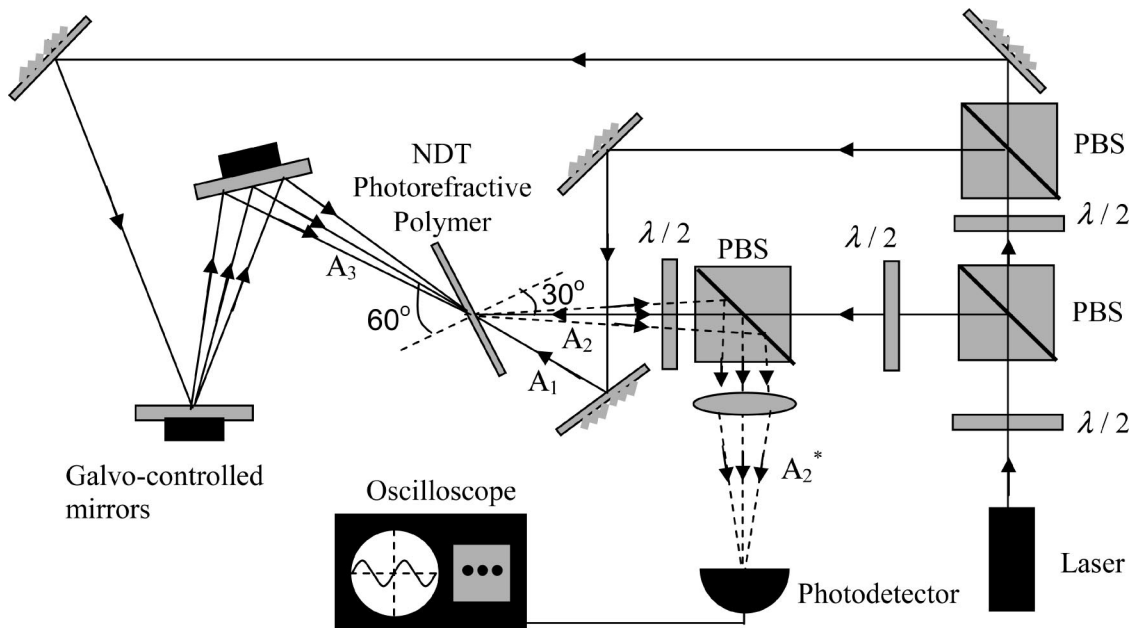 NDT
Photorefractive
Polymer
PBS
λ / 2
λ / 2
PBS
λ / 2
PBS
A₃
60°
30°
A₂
A₁
λ / 2
A₂*
Galvo-controlled
mirrors
Oscilloscope
Photodetector
Laser